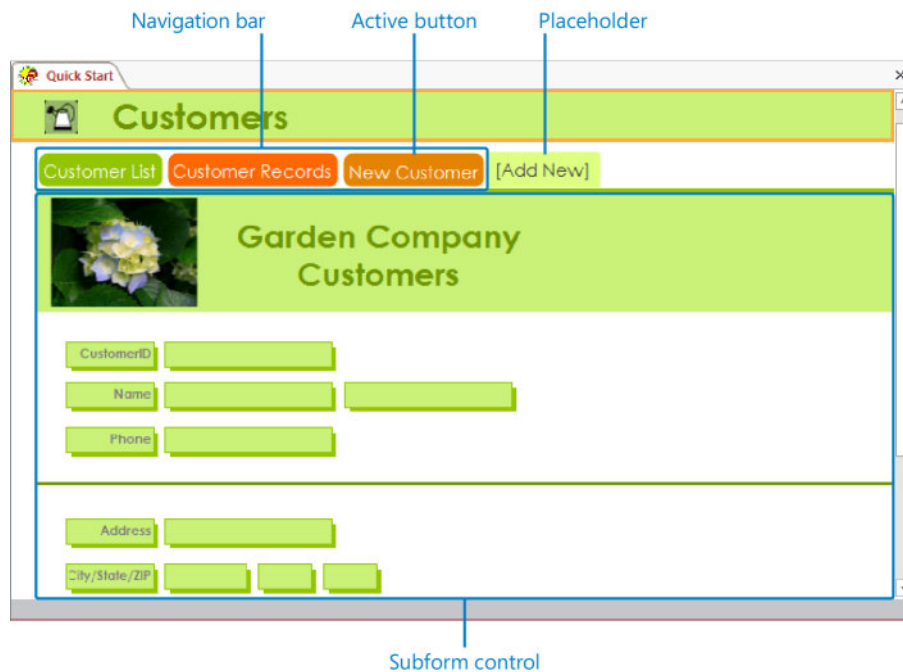 Navigation bar Active button Placeholder
Quick Start
Customers
Customer List Customer Records New Customer [Add New]
Garden Company
Customers
CustomerID
Name
Phone
Address
City/State/ZIP
Subform control